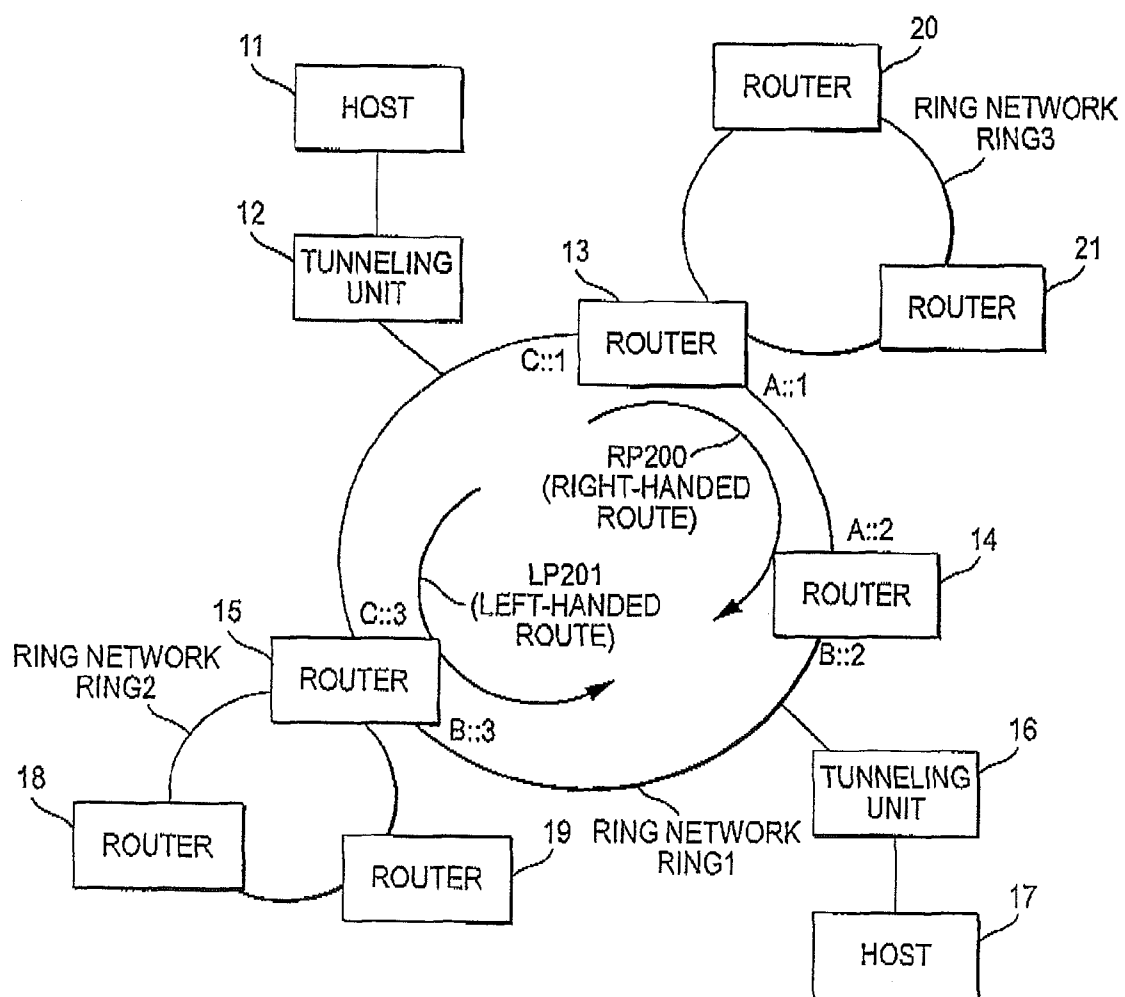 20
11
ROUTER
HOST
RING NETWORK
RING3
12
13
21
TUNNELING
UNIT
ROUTER
ROUTER
C::1
A::1
RP200
(RIGHT-HANDED
ROUTE)
A::2
14
LP201
(LEFT-HANDED
ROUTE)
ROUTER
15
C::3
B::2
RING NETWORK
RING2
ROUTER
B::3
16
18
TUNNELING
UNIT
ROUTER
19
RING NETWORK
RING1
ROUTER
17
HOST